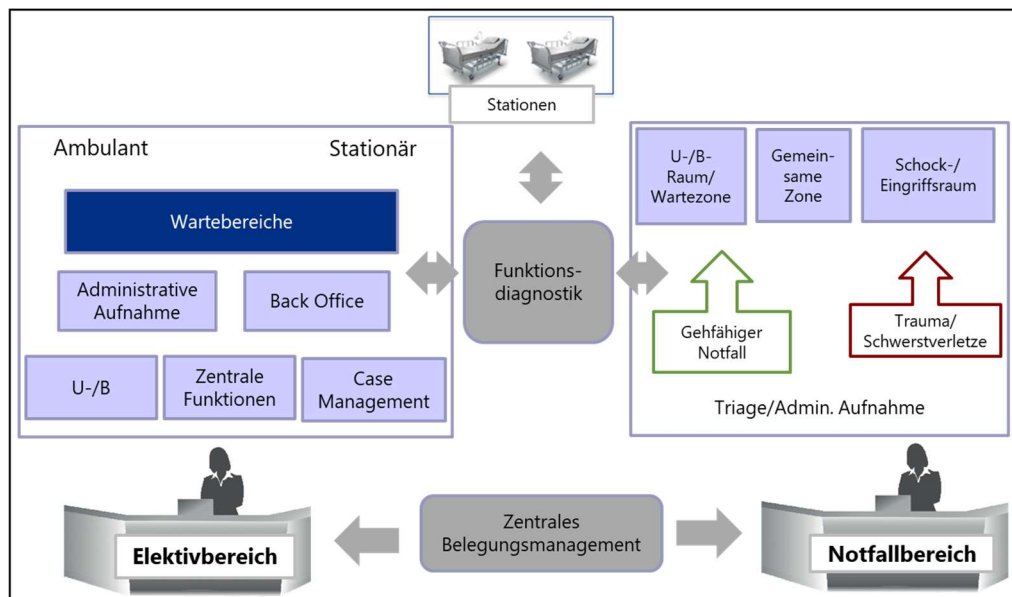 Stationen
Ambulant
Stationär
Wartebereiche
Administrative
Aufnahme
Back Office
U-/B
Zentrale
Funktionen
Case
Management
Funktions-
diagnostik
U-/B-
Raum/
Wartezone
Gemein-
same
Zone
Schock-/
Eingriffsraum
Gehfähiger
Notfall
Trauma/
Schwerstverletze
Triage/Admin. Aufnahme
Elektivbereich
Zentrales
Belegungsmanagement
Notfallbereich